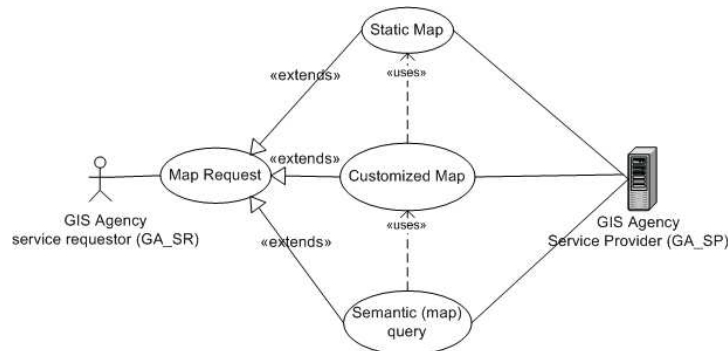 Static Map
«extends»
«uses»
Map Request
«extends»
Customized Map
GIS Agency
service requestor (GA_SR)
GIS Agency
Service Provider (GA_SP)
«uses»
«extends»
Semantic (map)
query